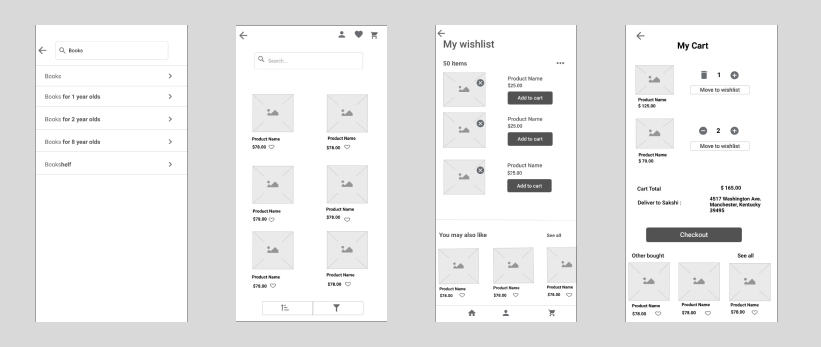 Books
Books
Books for 1 year olds
Books for 2 year olds
Books for 8 year olds
Bookshelf
Search...
Product Name
$78.00
Product Name
$78.00
Product Name
$78.00
Product Name
$78.00
Product Name
$78.00
Product Name
$78.00
My wishlist
50 Items
Product Name
$25.00
Add to cart
Product Name
$25.00
Add to cart
Product Name
$25.00
Add to cart
You may also like
See all
Product Name
$78.00
Product Name
$78.00
Product Name
$78.00
My Cart
1
Move to wishlist
Product Name
$ 125.00
2
Move to wishlist
Product Name
$ 70.00
Cart Total
$ 165.00
Deliver to Sakshi :
4517 Washington Ave.
Manchester, Kentucky
39495
Checkout
Other bought
See all
Product Name
$78.00
Product Name
$78.00
Product Name
$78.00